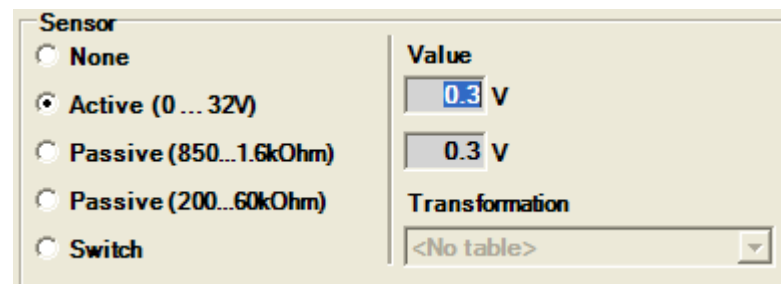 Sensor
None
Active (0 ... 32V)
Passive (850...1.6kOhm)
Passive (200...60kOhm)
Switch
Value
0.3 V
0.3 V
Transformation
<No table>